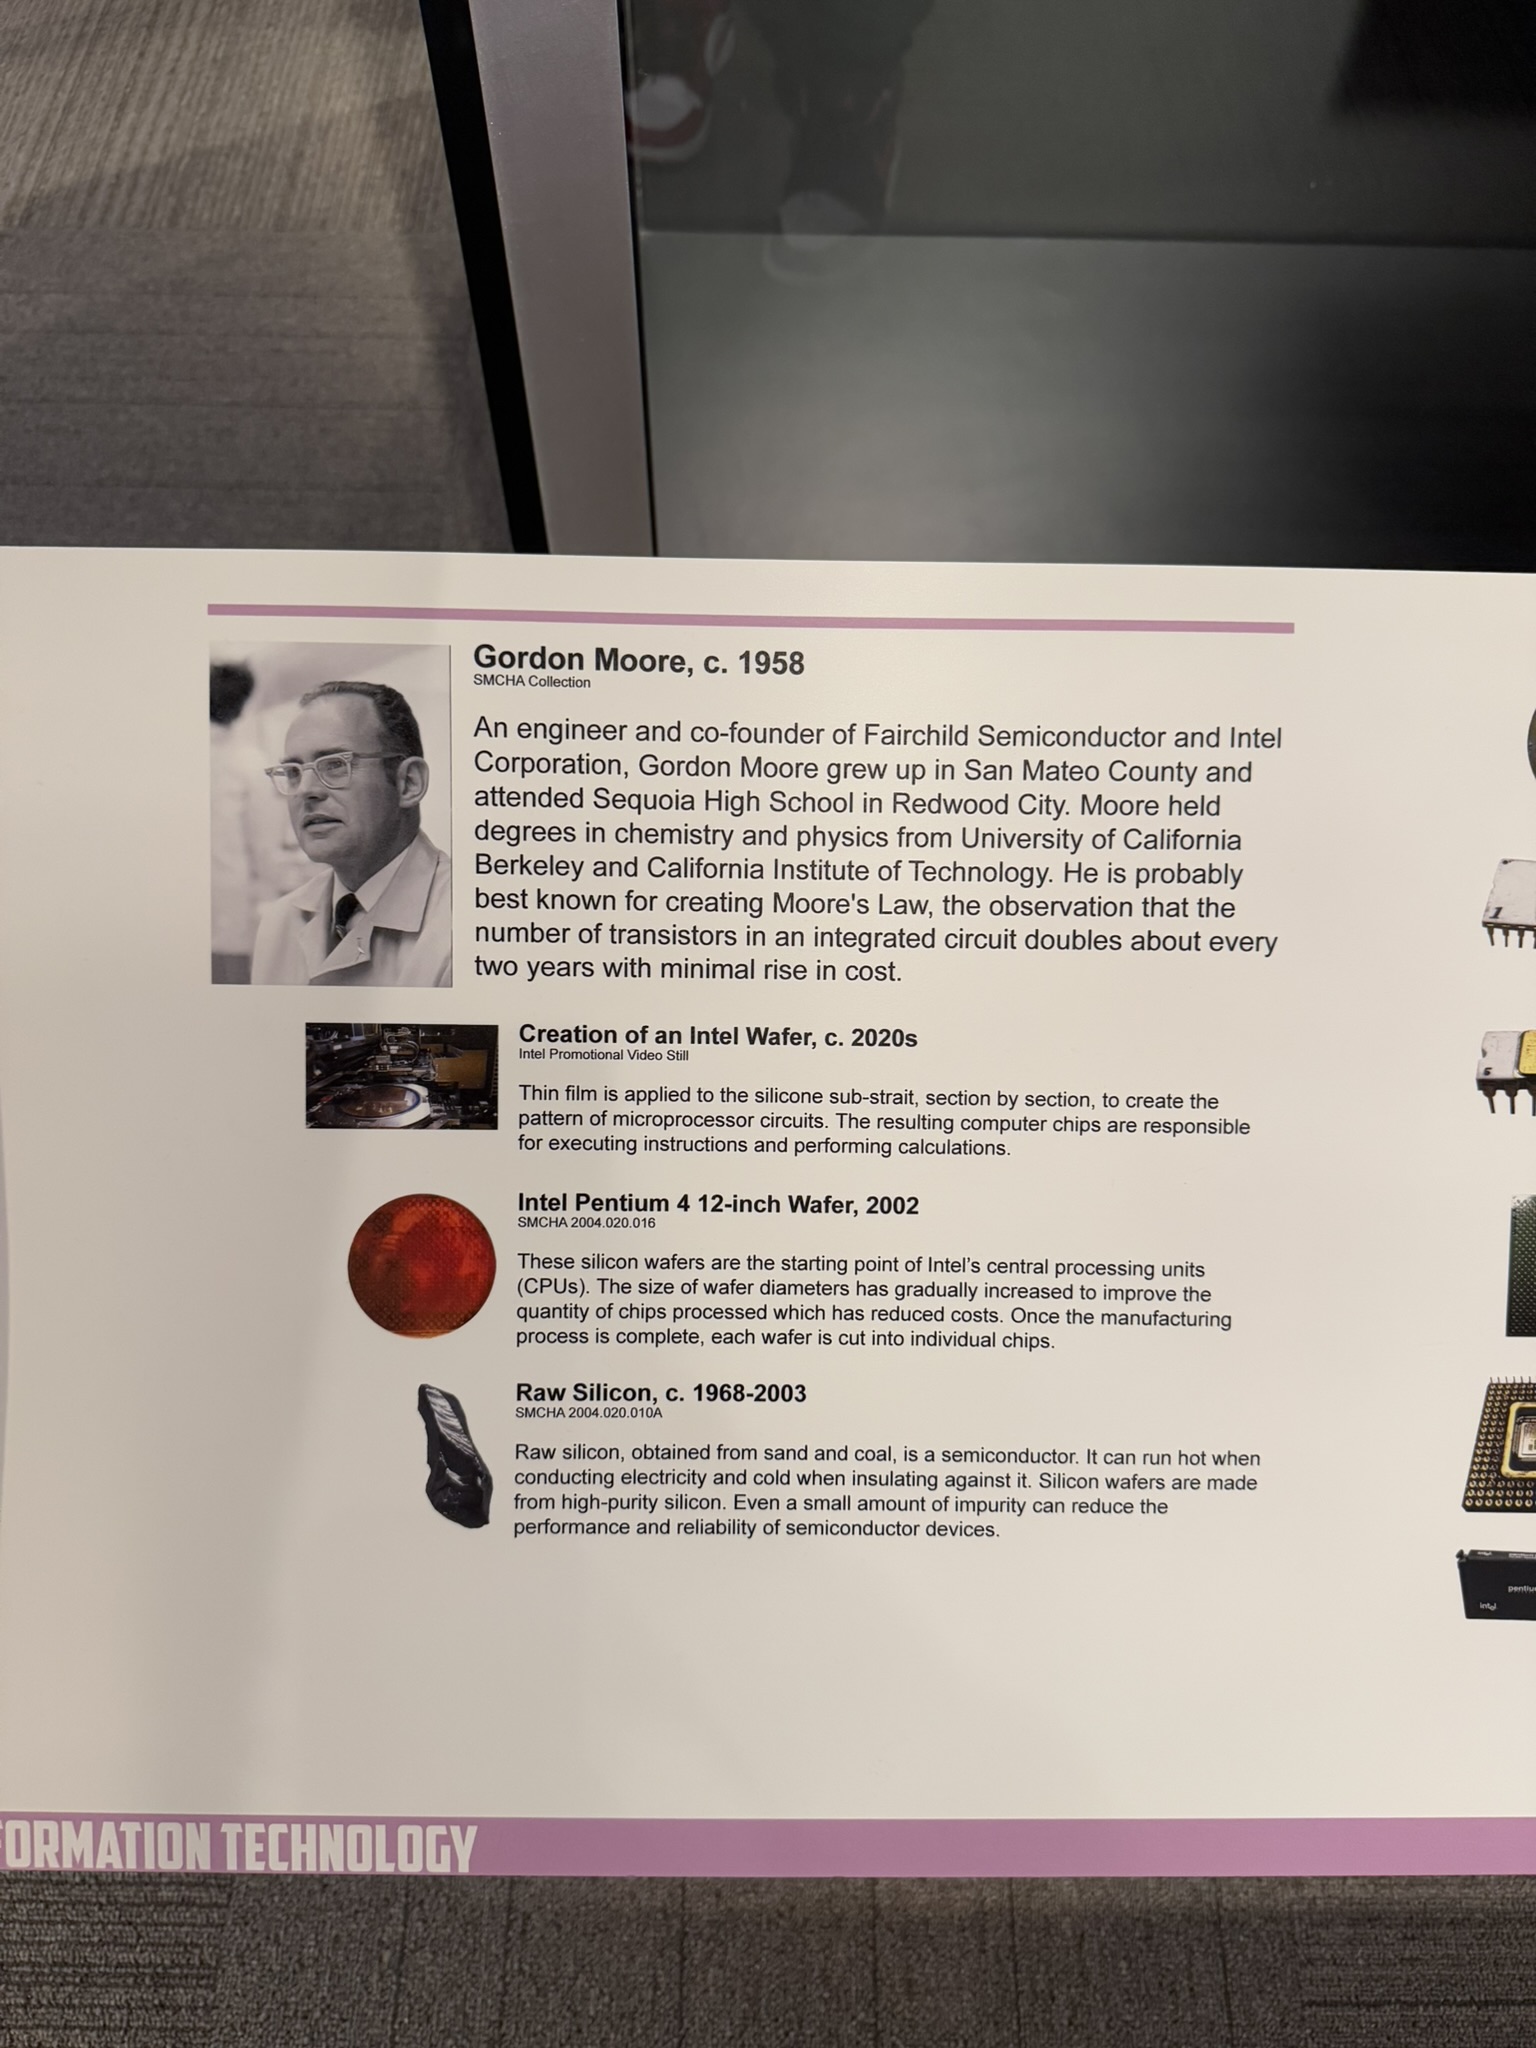 Gordon Moore, c. 1958
SMCHA Collection
An engineer and co-founder of Fairchild Semiconductor and Intel
Corporation, Gordon Moore grew up in San Mateo County and
attended Sequoia High School in Redwood City. Moore held
degrees in chemistry and physics from University of California
Berkeley and California Institute of Technology. He is probably
best known for creating Moore's Law, the observation that the
number of transistors in an integrated circuit doubles about every
two years with minimal rise in cost.
Creation of an Intel Wafer, c. 2020s
Intel Promotional Video Still
Thin film is applied to the silicone sub-strait, section by section, to create the
pattern of microprocessor circuits. The resulting computer chips are responsible
for executing instructions and performing calculations.
Intel Pentium 4 12-inch Wafer, 2002
SMCHA 2004.020.016
These silicon wafers are the starting point of Intel’s central processing units
(CPUs). The size of wafer diameters has gradually increased to improve the
quantity of chips processed which has reduced costs. Once the manufacturing
process is complete, each wafer is cut into individual chips.
Raw Silicon, c. 1968-2003
SMCHA 2004.020.010A
Raw silicon, obtained from sand and coal, is a semiconductor. It can run hot when
conducting electricity and cold when insulating against it. Silicon wafers are made
from high-purity silicon. Even a small amount of impurity can reduce the
performance and reliability of semiconductor devices.
1
6
pentiu
intel
FORMATION TECHNOLOGY